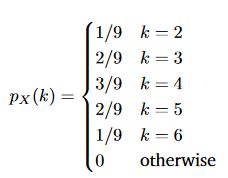 1/9 k = 2
2/9 k = 3
p_X(k) = 3/9 k = 4
2/9 k = 5
1/9 k = 6
0 otherwise